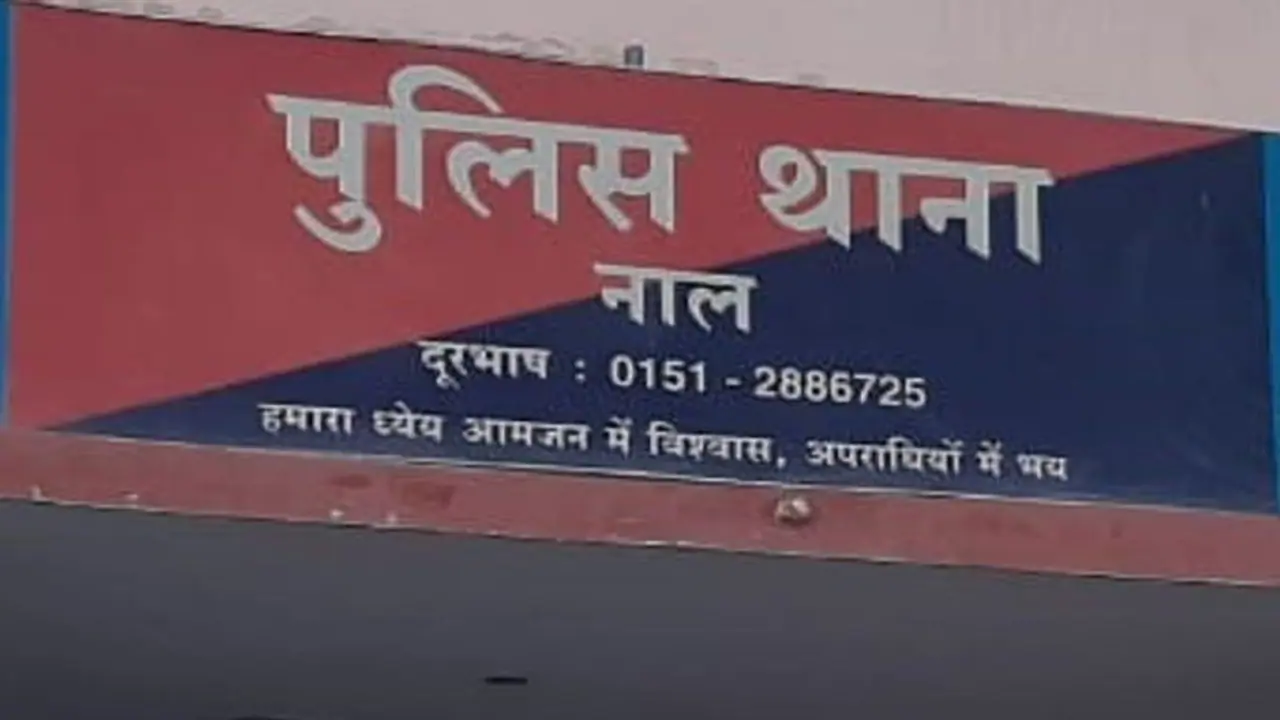 पुलिस थाना
नाल
दूरभाष : 0151 - 2886725
हमारा ध्येय आमजन में विश्वास, अपराधियों में भय